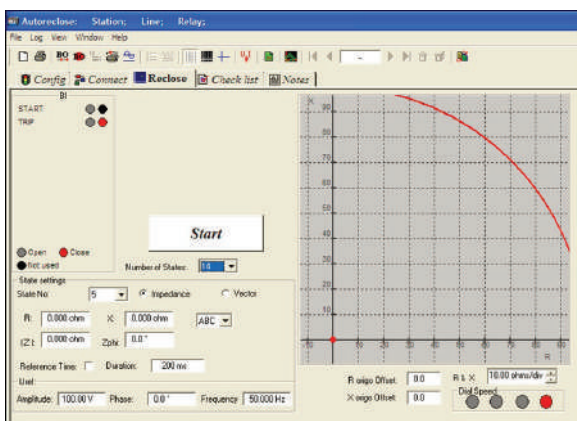 Autoreclose: Station; Line; Relay;
File Log View Window Help
Config Connect Reclose Check list Notes
BI
START
TRIP
Open Close
Not used
Start
Number of States: 14
State settings
State No: 5 Impedance Vector
R: 0.000 ohm X: 0.000 ohm ABC
|Z|: 0.000 ohm Zphi: 0.0 °
Reference Time: Duration: 200 ms
Uref:
Amplitude: 100.00 V Phase: 0.0 ° Frequency 50.000 Hz
X
90
80
70
60
50
40
30
20
10
10 20 30 40 50 60 70 80 90
R
R origo Offset: 0.0 R & X 10.00 ohms/div
X origo Offset: 0.0 Dial Speed